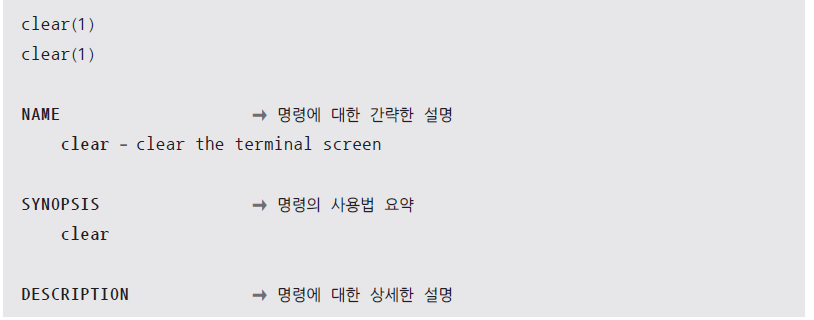 clear(1)
clear(1)
NAME → 명령에 대한 간략한 설명
clear – clear the terminal screen
SYNOPSIS → 명령의 사용법 요약
clear
DESCRIPTION → 명령에 대한 상세한 설명